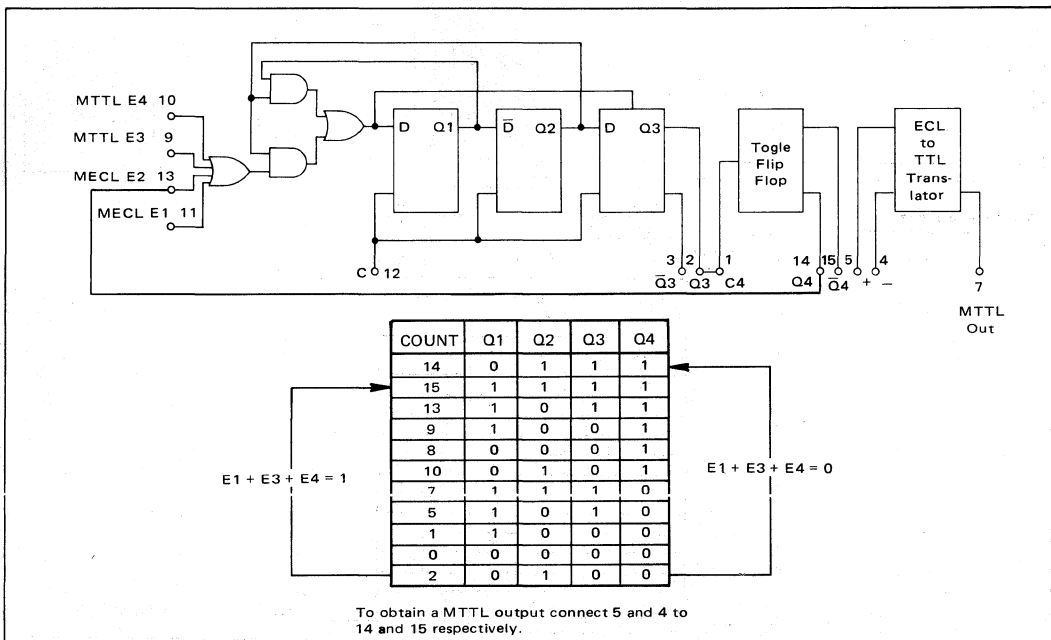 MTTL E4 10
MTTL E3 9
MECL E2 13
MECL E1 11
D Q1
D̅ Q2
D Q3
Togle
Flip
Flop
ECL
to
TTL
Trans-
lator
C 12
3 2 1 14 15 5 4 7
Q̅3 Q3 C4 Q4 Q̅4 + −
MTTL
Out
COUNT Q1 Q2 Q3 Q4
14 0 1 1 1
15 1 1 1 1
13 1 0 1 1
9 1 0 0 1
8 0 0 0 1
10 0 1 0 1
7 1 1 1 0
5 1 0 1 0
1 1 0 0 0
0 0 0 0 0
2 0 1 0 0
E1 + E3 + E4 = 1
E1 + E3 + E4 = 0
To obtain a MTTL output connect 5 and 4 to
14 and 15 respectively.